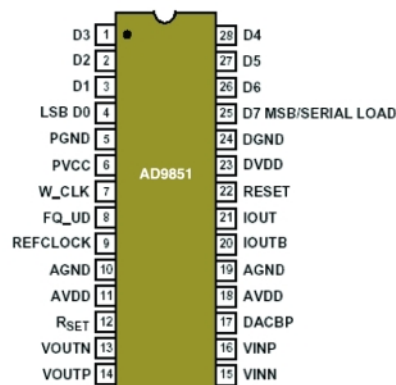 D3 1 28 D4
D2 2 27 D5
D1 3 26 D6
LSB D0 4 25 D7 MSB/SERIAL LOAD
PGND 5 24 DGND
PVCC 6 23 DVDD
AD9851
W_CLK 7 22 RESET
FQ_UD 8 21 IOUT
REFCLOCK 9 20 IOUTB
AGND 10 19 AGND
AVDD 11 18 AVDD
RSET 12 17 DACBP
VOUTN 13 16 VINP
VOUTP 14 15 VINN